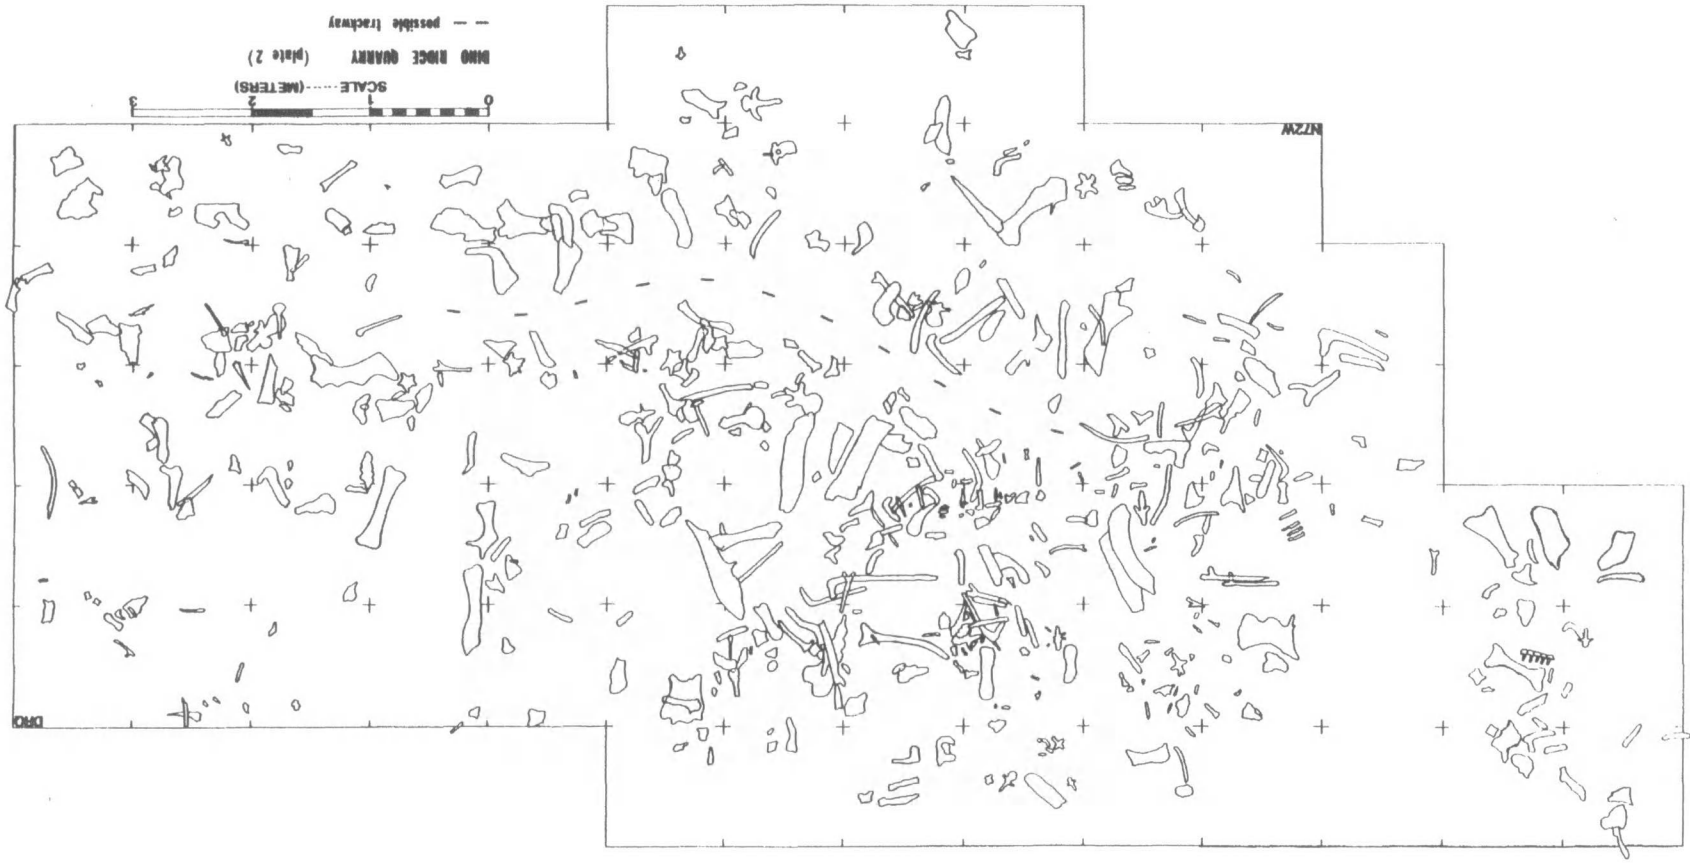 DRQ
N72W
0 1 2 3
SCALE----(METERS)
DINO RIDGE QUARRY (plate 2)
— — possible trackway